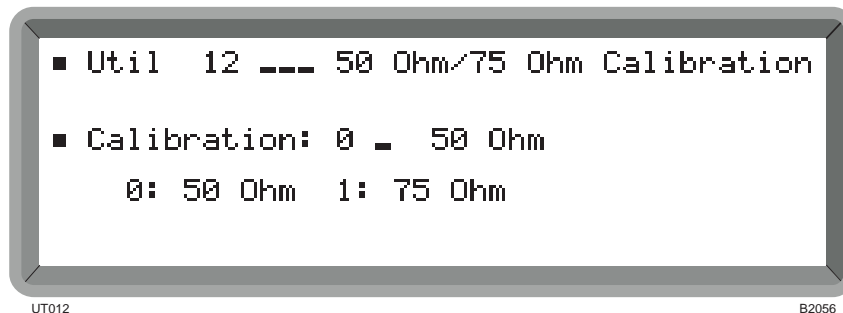 ▪ Util 12 ___ 50 Ohm/75 Ohm Calibration
▪ Calibration: 0 _ 50 Ohm
0: 50 Ohm 1: 75 Ohm
UT012 B2056